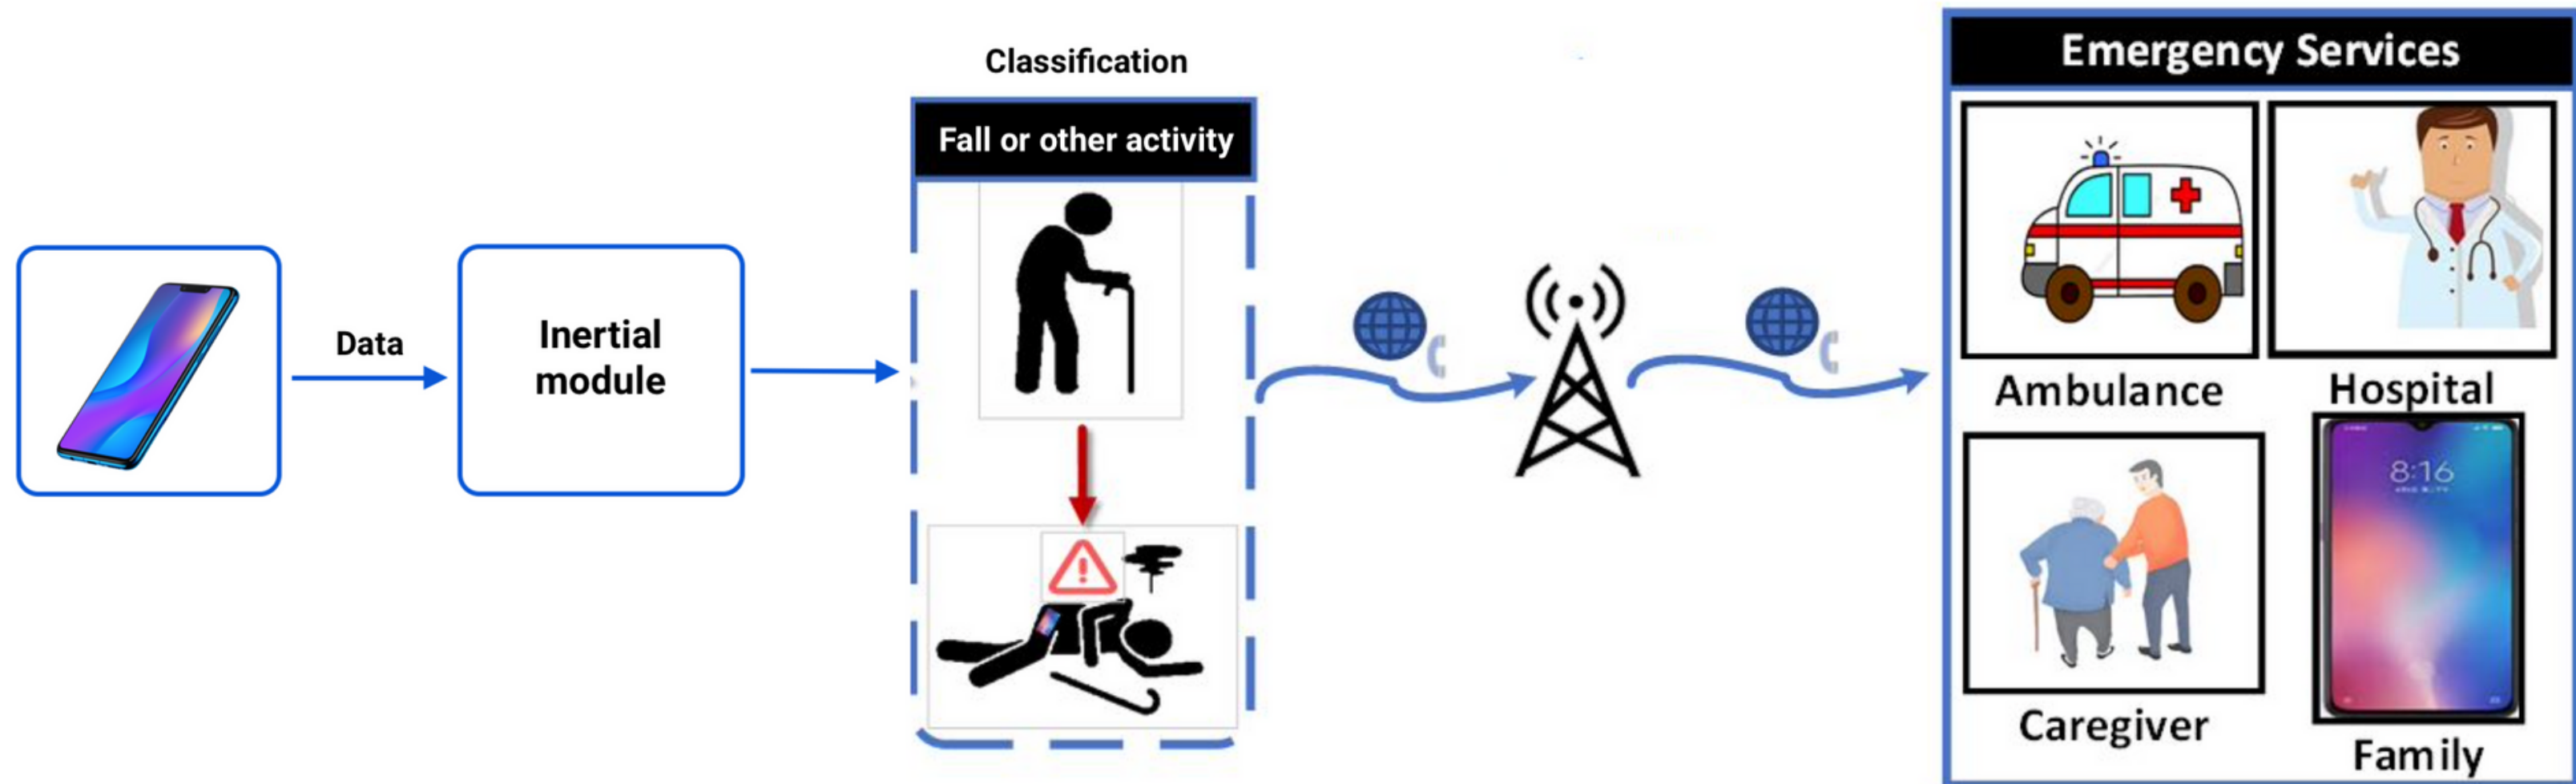 Data
Inertial
module
Classification
Fall or other activity
Emergency Services
Ambulance
Hospital
8:16
Caregiver
Family